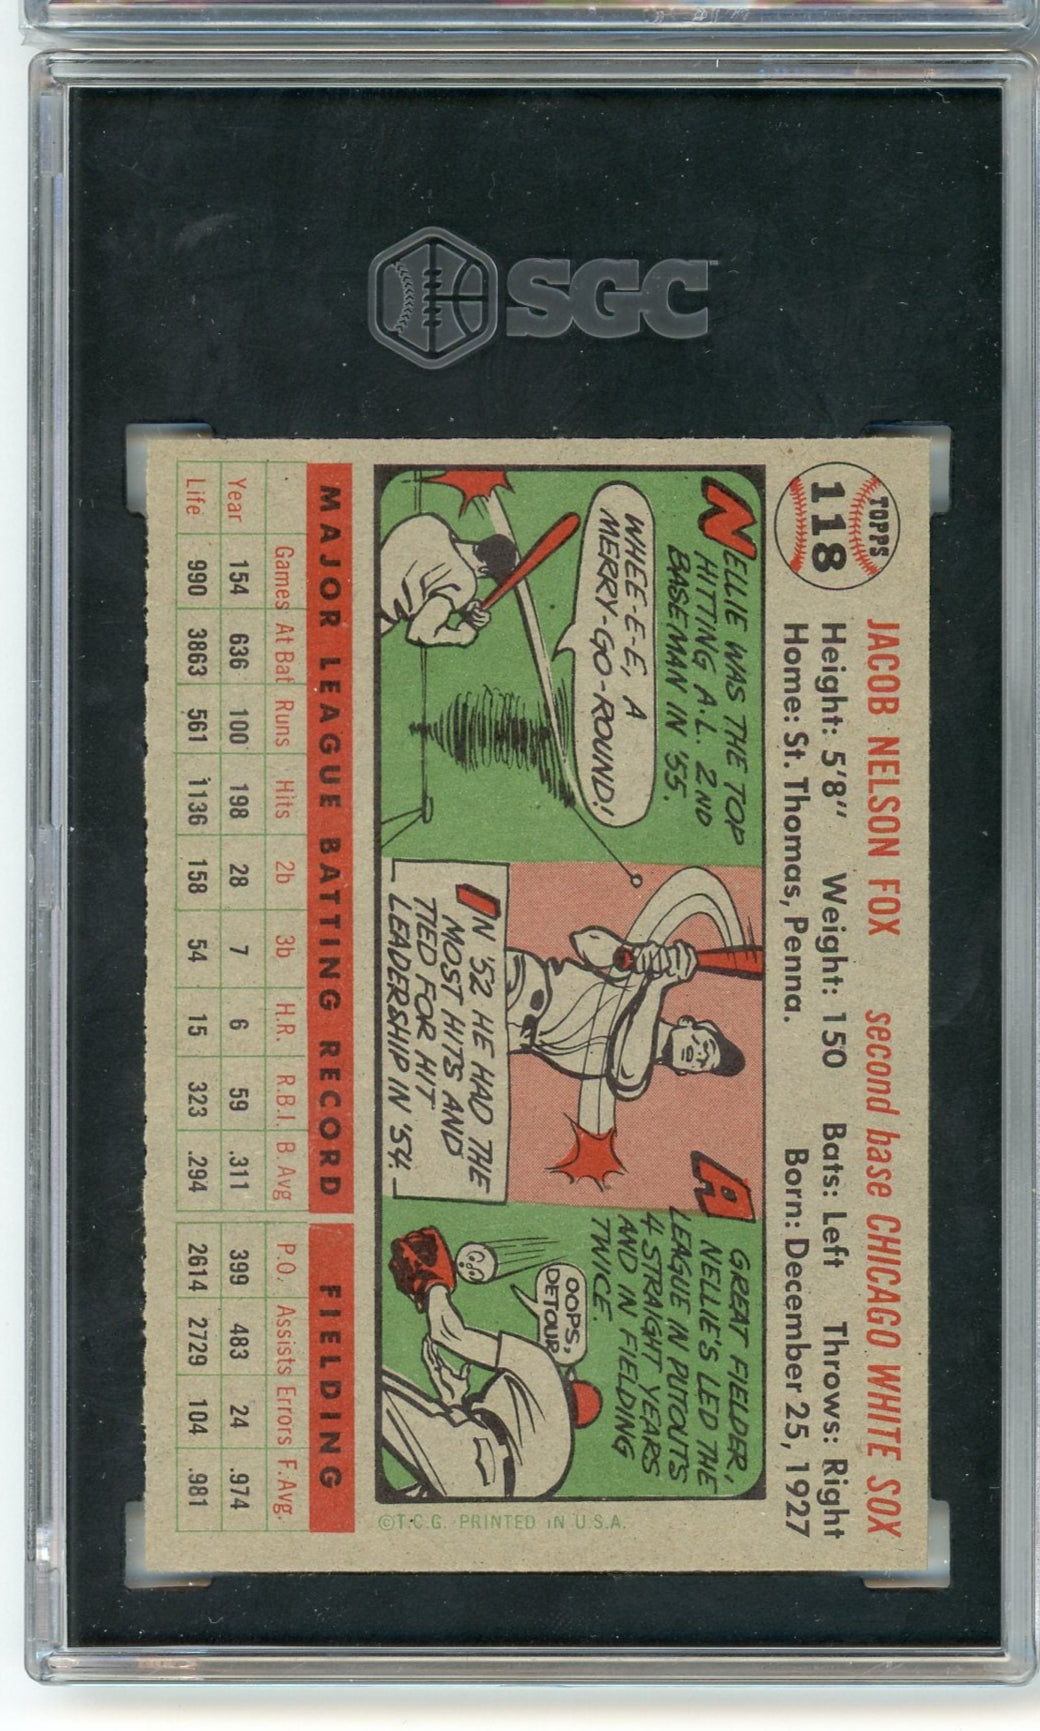 SGC
TOPPS
118
JACOB NELSON FOX second base CHICAGO WHITE SOX
Height: 5'8" Weight: 150 Bats: Left Throws: Right
Home: St. Thomas, Penna. Born: December 25, 1927
NELLIE WAS THE TOP
HITTING A.L. 2ND
BASEMAN IN '55.
WHEE-E-E, A
MERRY-GO-ROUND!
IN '52 HE HAD THE
MOST HITS AND
TIED FOR HIT
LEADERSHIP IN '54.
A GREAT FIELDER,
NELLIE'S LED THE
LEAGUE IN PUTOUTS
4 STRAIGHT YEARS
AND IN FIELDING
TWICE.
OOPS,
DETOUR
©T.C.G. PRINTED IN U.S.A.
MAJOR LEAGUE BATTING RECORD FIELDING
Games At Bat Runs Hits 2b 3b H.R. R.B.I. B Avg P.O. Assists Errors F. Avg.
Year 154 636 100 198 28 7 6 59 .311 399 483 24 .974
Life 990 3863 561 1136 158 54 15 323 .294 2614 2729 104 .981